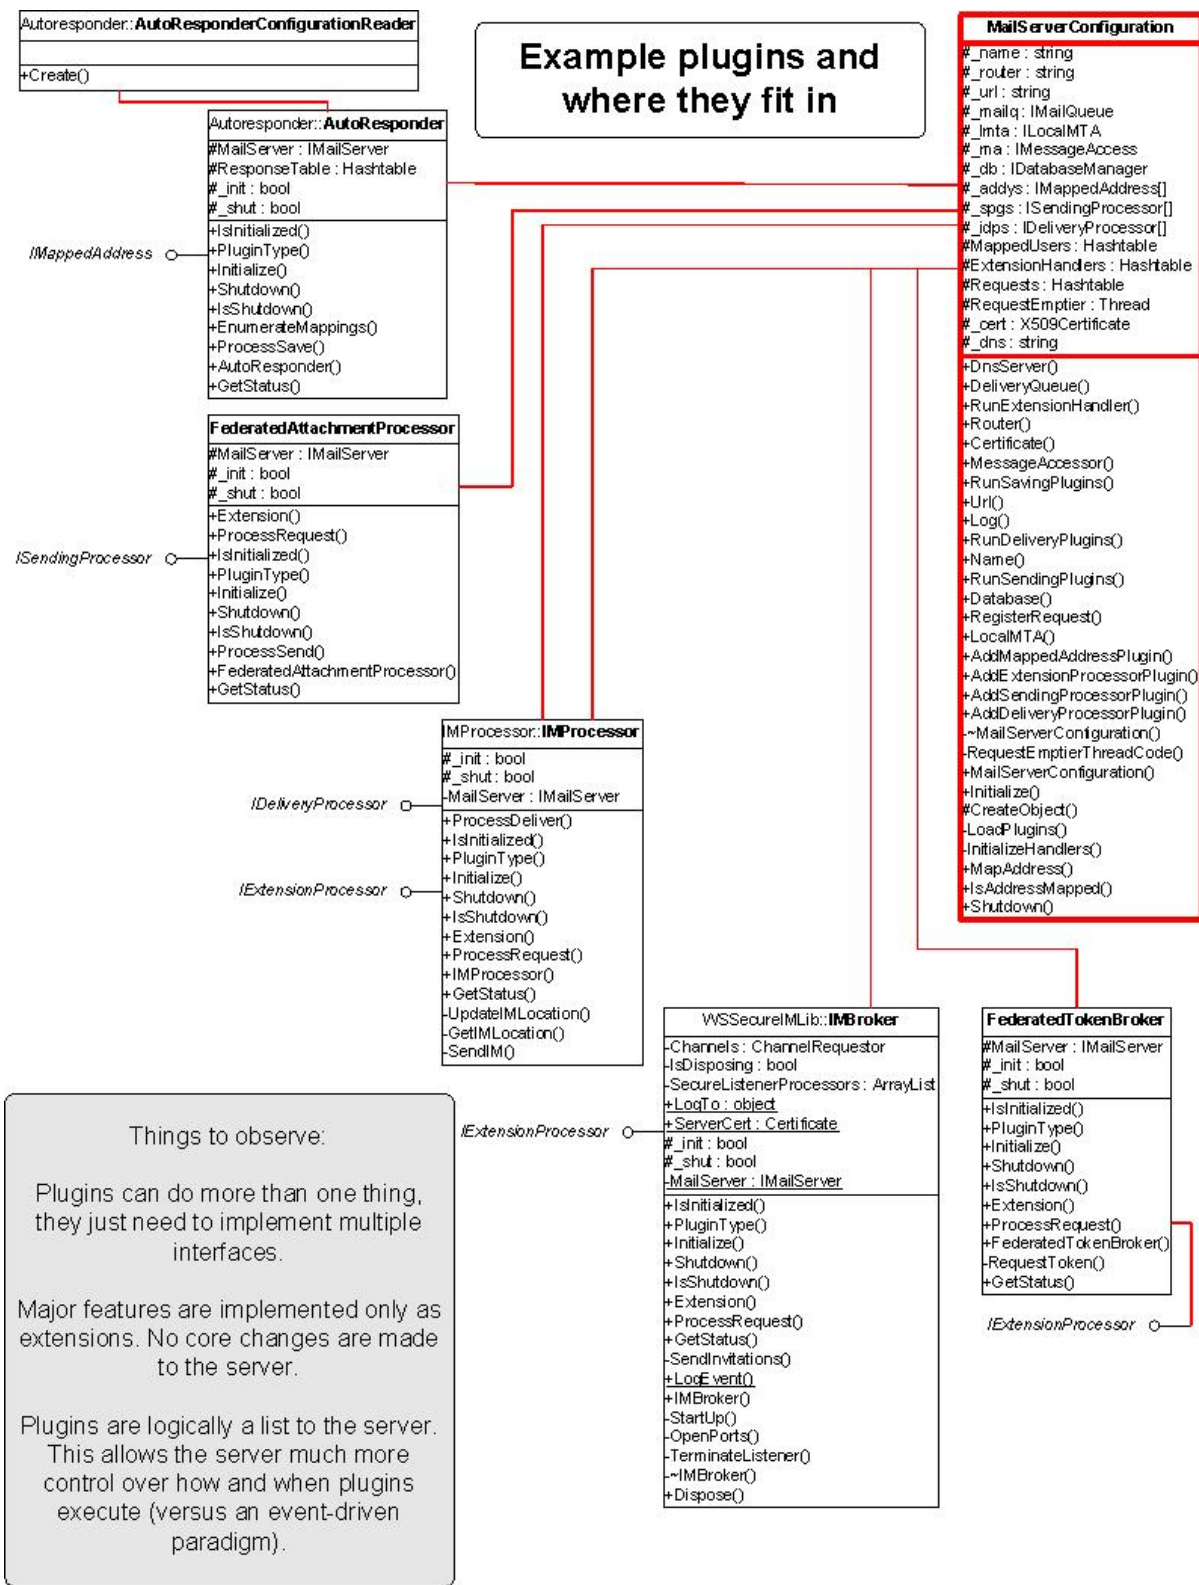 Autoresponder::AutoResponderConfigurationReader
+Create()
Example plugins and
where they fit in
Autoresponder::AutoResponder
#MailServer : IMailServer
#ResponseTable : Hashtable
#_init : bool
#_shut : bool
+IsInitialized()
+PluginType()
+Initialize()
+Shutdown()
+IsShutdown()
+EnumerateMappings()
+ProcessSave()
+AutoResponder()
+GetStatus()
IMappedAddress
FederatedAttachmentProcessor
#MailServer : IMailServer
#_init : bool
#_shut : bool
+Extension()
+ProcessRequest()
+IsInitialized()
+PluginType()
+Initialize()
+Shutdown()
+IsShutdown()
+ProcessSend()
+FederatedAttachmentProcessor()
+GetStatus()
ISendingProcessor
MailServerConfiguration
#_name : string
#_router : string
#_url : string
#_mailq : IMailQueue
#_lmta : ILocalMTA
#_ma : IMessageAccess
#_db : IDatabaseManager
#_addys : IMappedAddress[]
#_spgs : ISendingProcessor[]
#_idps : IDeliveryProcessor[]
#MappedUsers : Hashtable
#ExtensionHandlers : Hashtable
#Requests : Hashtable
#RequestEmptier : Thread
#_cert : X509Certificate
#_dns : string
+DnsServer()
+DeliveryQueue()
+RunExtensionHandler()
+Router()
+Certificate()
+MessageAccessor()
+RunSavingPlugins()
+Url()
+Log()
+RunDeliveryPlugins()
+Name()
+RunSendingPlugins()
+Database()
+RegisterRequest()
+LocalMTA()
+AddMappedAddressPlugin()
+AddExtensionProcessorPlugin()
+AddSendingProcessorPlugin()
+AddDeliveryProcessorPlugin()
-~MailServerConfiguration()
-RequestEmptierThreadCode()
+MailServerConfiguration()
+Initialize()
#CreateObject()
-LoadPlugins()
-InitializeHandlers()
+MapAddress()
+IsAddressMapped()
+Shutdown()
IMProcessor::IMProcessor
#_init : bool
#_shut : bool
-MailServer : IMailServer
+ProcessDeliver()
+IsInitialized()
+PluginType()
+Initialize()
+Shutdown()
+IsShutdown()
+Extension()
+ProcessRequest()
+IMProcessor()
+GetStatus()
-UpdateIMLocation()
-GetIMLocation()
-SendIM()
IDeliveryProcessor
IExtensionProcessor
WSSecureIMLib::IMBroker
-Channels : ChannelRequestor
-IsDisposing : bool
-SecureListenerProcessors : ArrayList
+LogTo : object
+ServerCert : Certificate
#_init : bool
#_shut : bool
-MailServer : IMailServer
+IsInitialized()
+PluginType()
+Initialize()
+Shutdown()
+IsShutdown()
+Extension()
+ProcessRequest()
+GetStatus()
-SendInvitations()
+LogEvent()
+IMBroker()
-StartUp()
-OpenPorts()
-TerminateListener()
-~IMBroker()
+Dispose()
IExtensionProcessor
FederatedTokenBroker
#MailServer : IMailServer
#_init : bool
#_shut : bool
+IsInitialized()
+PluginType()
+Initialize()
+Shutdown()
+IsShutdown()
+Extension()
+ProcessRequest()
+FederatedTokenBroker()
-RequestToken()
+GetStatus()
IExtensionProcessor
Things to observe:
Plugins can do more than one thing,
they just need to implement multiple
interfaces.
Major features are implemented only as
extensions. No core changes are made
to the server.
Plugins are logically a list to the server.
This allows the server much more
control over how and when plugins
execute (versus an event-driven
paradigm).